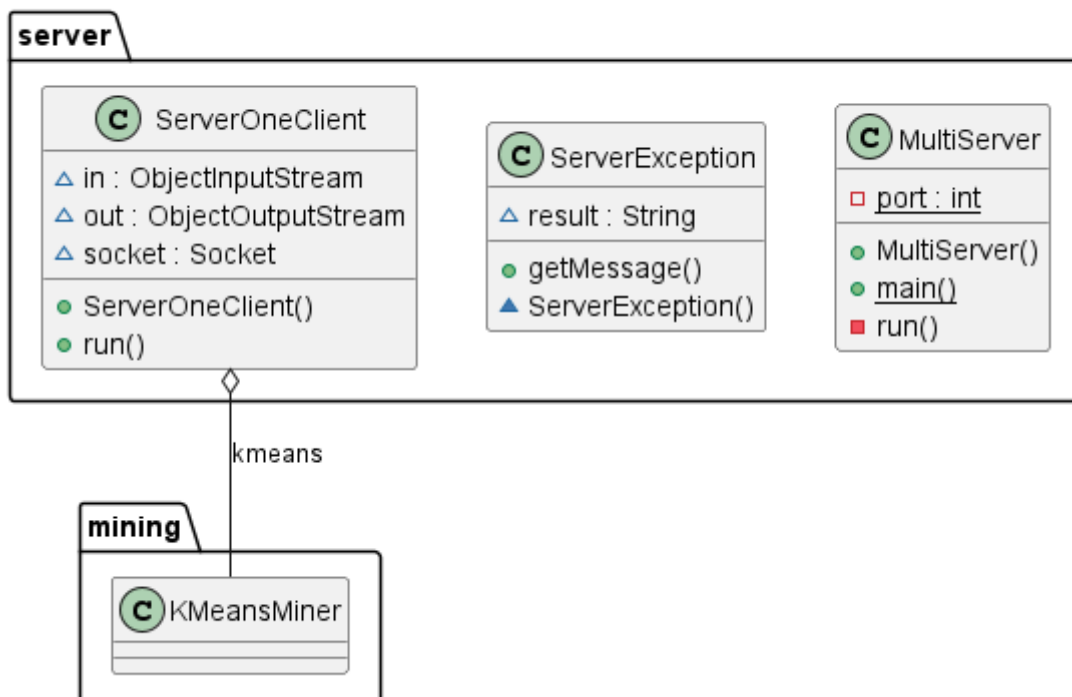 server
C ServerOneClient
in : ObjectInputStream
out : ObjectOutputStream
socket : Socket
ServerOneClient()
run()
C ServerException
result : String
getMessage()
ServerException()
C MultiServer
port : int
MultiServer()
main()
run()
kmeans
mining
C KMeansMiner